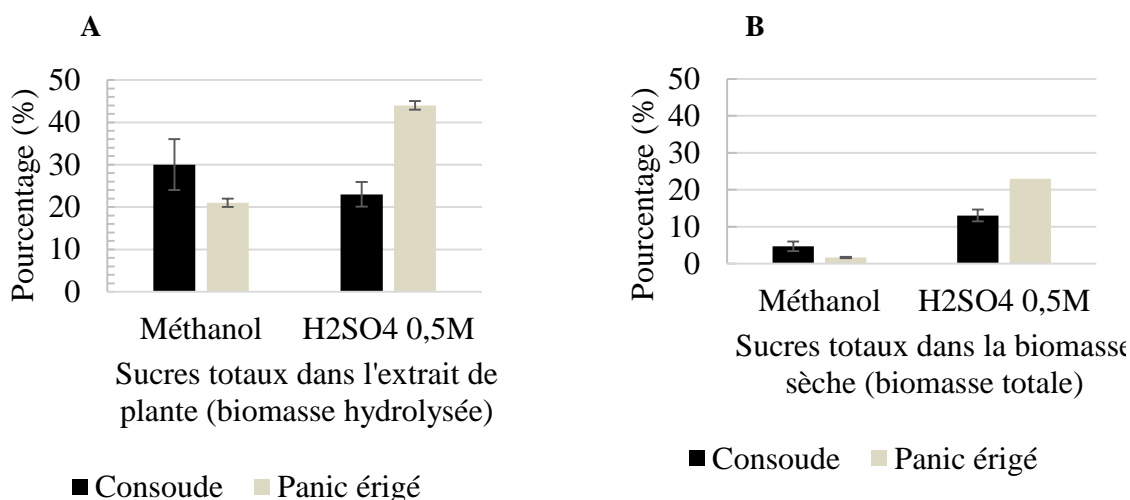 A
Pourcentage (%)
50
40
30
20
10
0
Méthanol H2SO4 0,5M
Sucres totaux dans l'extrait de
plante (biomasse hydrolysée)
Consoude Panic érigé
B
Pourcentage (%)
50
40
30
20
10
0
Méthanol H2SO4 0,5M
Sucres totaux dans la biomasse
sèche (biomasse totale)
Consoude Panic érigé